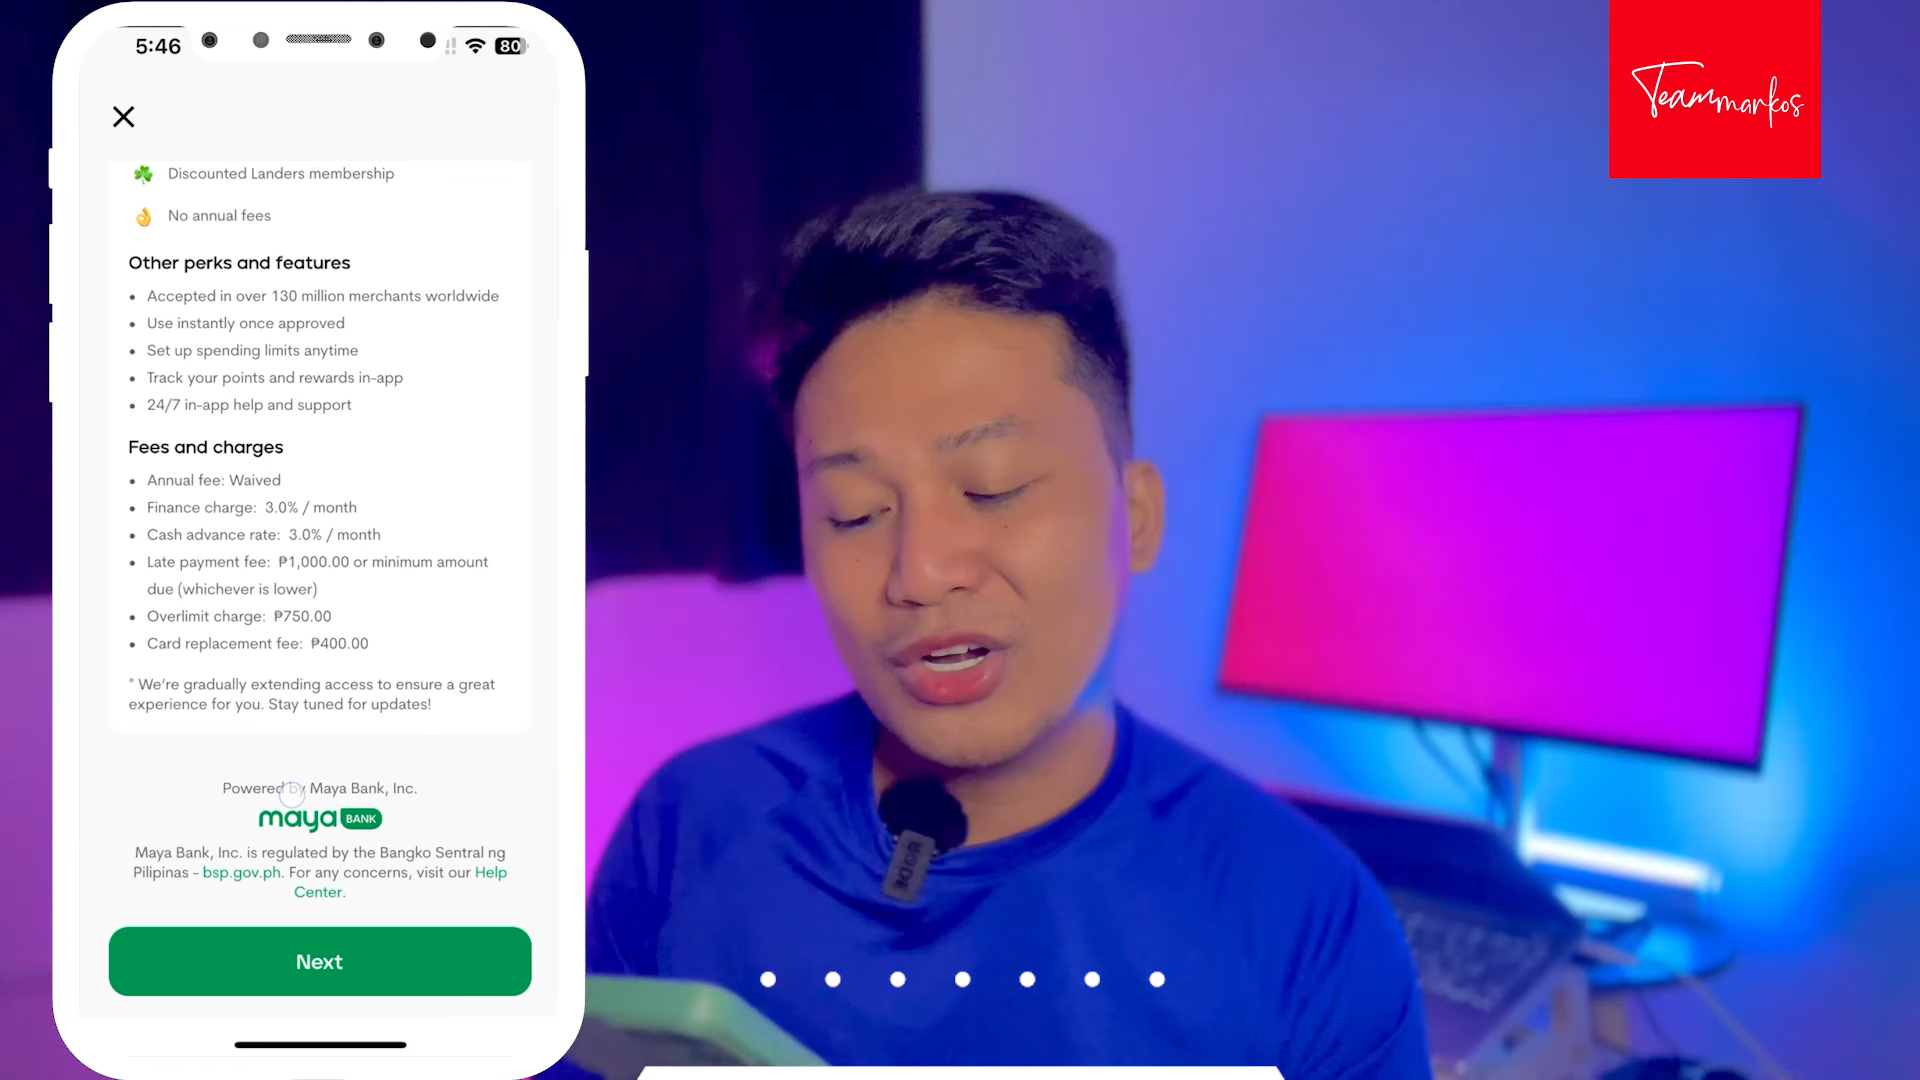 5:46
80
Discounted Landers membership
No annual fees
Other perks and features
• Accepted in over 130 million merchants worldwide
• Use instantly once approved
• Set up spending limits anytime
• Track your points and rewards in-app
• 24/7 in-app help and support
Fees and charges
• Annual fee: Waived
• Finance charge: 3.0% / month
• Cash advance rate: 3.0% / month
• Late payment fee: ₱1,000.00 or minimum amount
due (whichever is lower)
• Overlimit charge: ₱750.00
• Card replacement fee: ₱400.00
* We're gradually extending access to ensure a great
experience for you. Stay tuned for updates!
Powered by Maya Bank, Inc.
maya BANK
Maya Bank, Inc. is regulated by the Bangko Sentral ng
Pilipinas - bsp.gov.ph. For any concerns, visit our Help
Center.
Next
Teammarkos